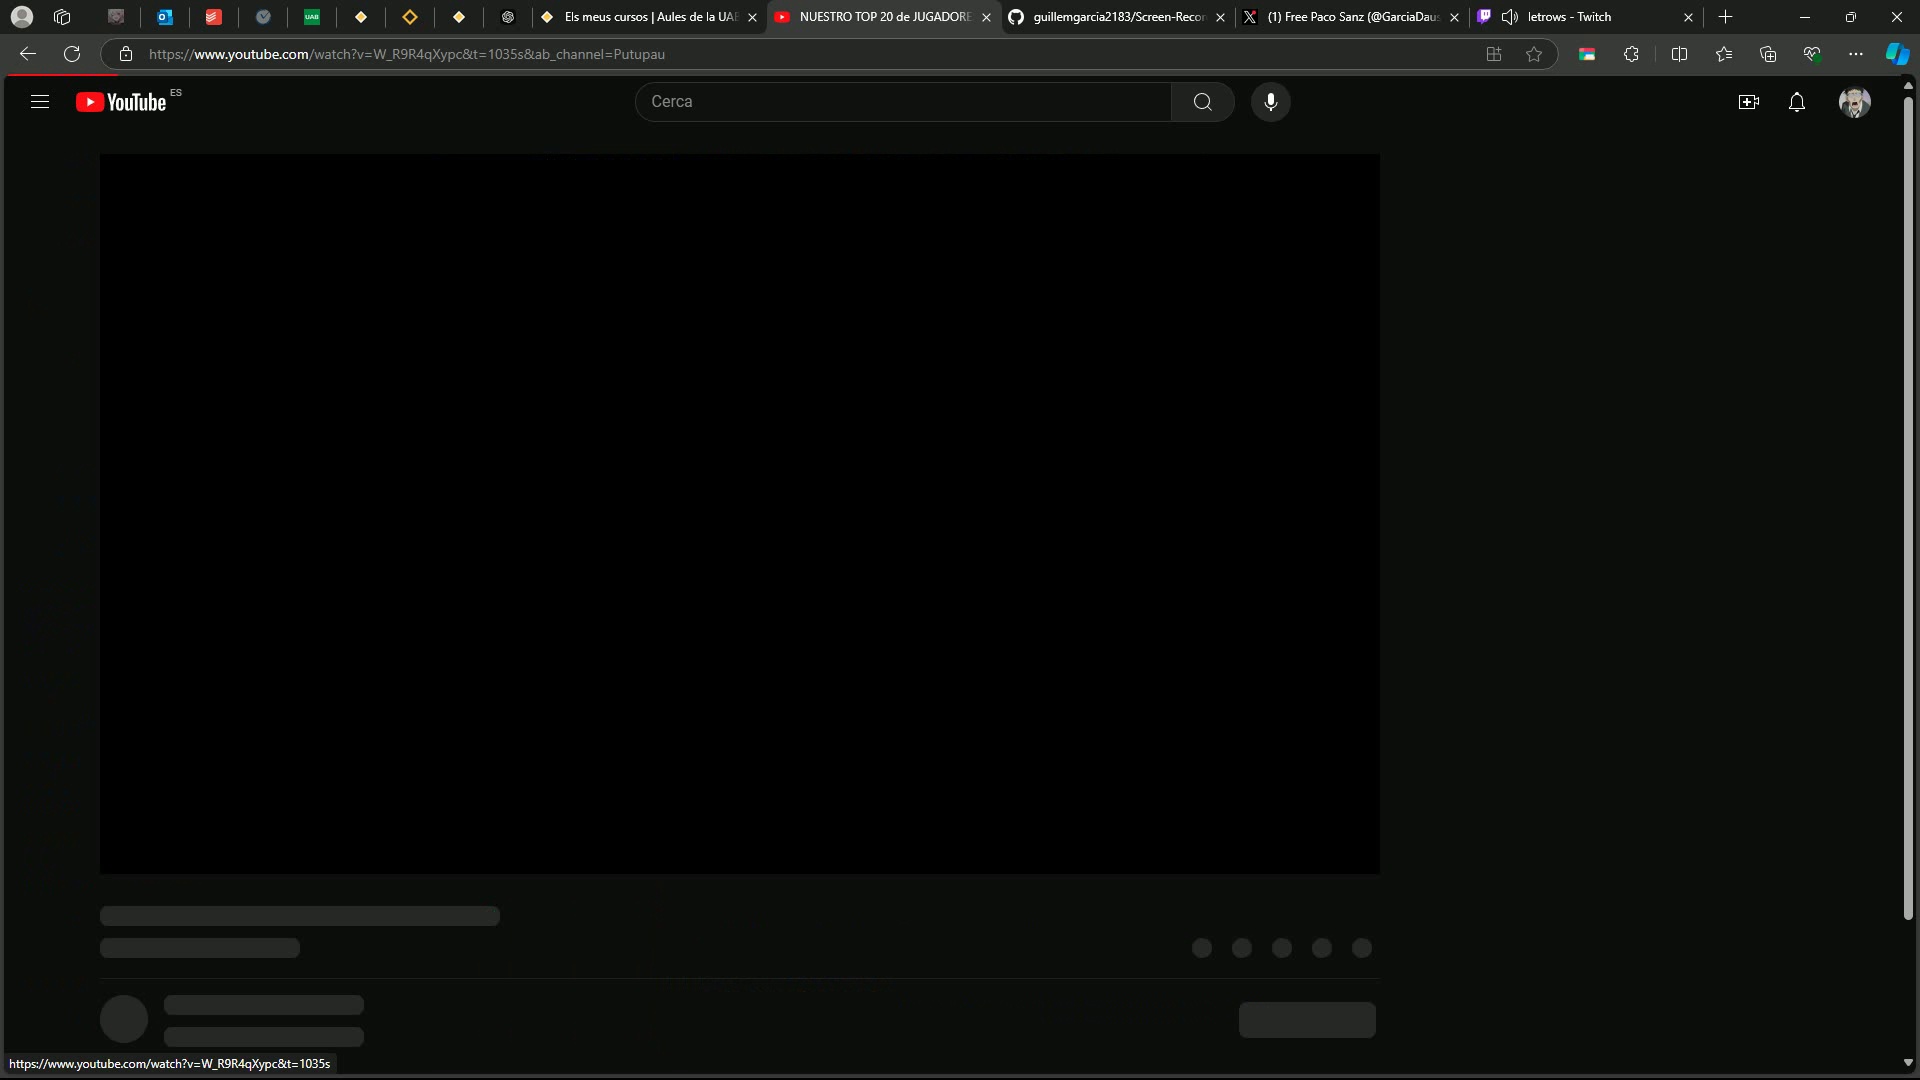 UAB
Els meus cursos | Aules de la UAB
NUESTRO TOP 20 de JUGADORE
guillemgarcia2183/Screen-Recor
(1) Free Paco Sanz (@GarciaDaus
letrows - Twitch
https://www.youtube.com/watch?v=W_R9R4qXypc&t=1035s&ab_channel=Putupau
YouTube ES
Cerca
https://www.youtube.com/watch?v=W_R9R4qXypc&t=1035s